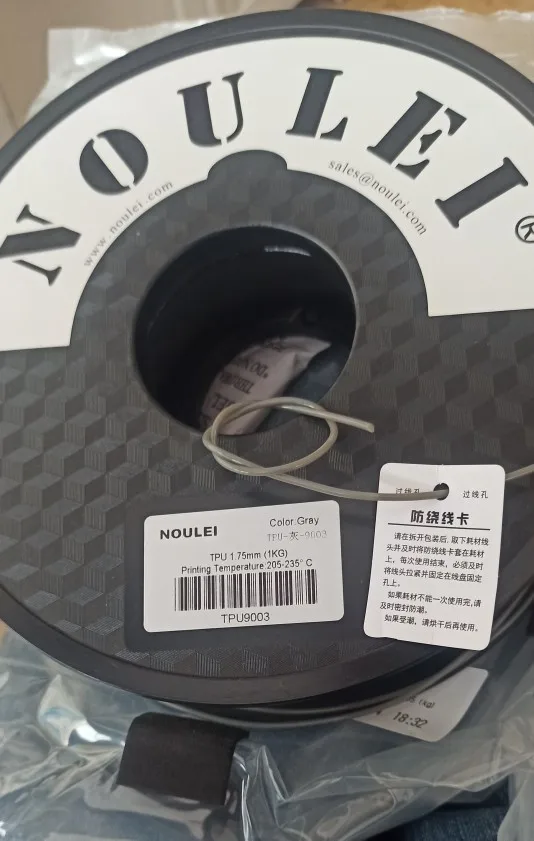 NOULEI®
www.noulei.com
sales@noulei.com
NOULEI
Color:Gray
TPU-灰-9003
TPU 1.75mm (1KG)
Printing Temperature:205-235° C
TPU9003
过线孔
过线孔
防绕线卡
请在拆开包装后,取下耗材线
头并及时将防绕线卡套在耗材
上，每次使用结束，必须及时
将线头拉紧并固定在线盘固定
孔上。
如果耗材不能一次使用完,请
及时密封防潮。
如果受潮，请烘干后再使用。
(kg)
18:32